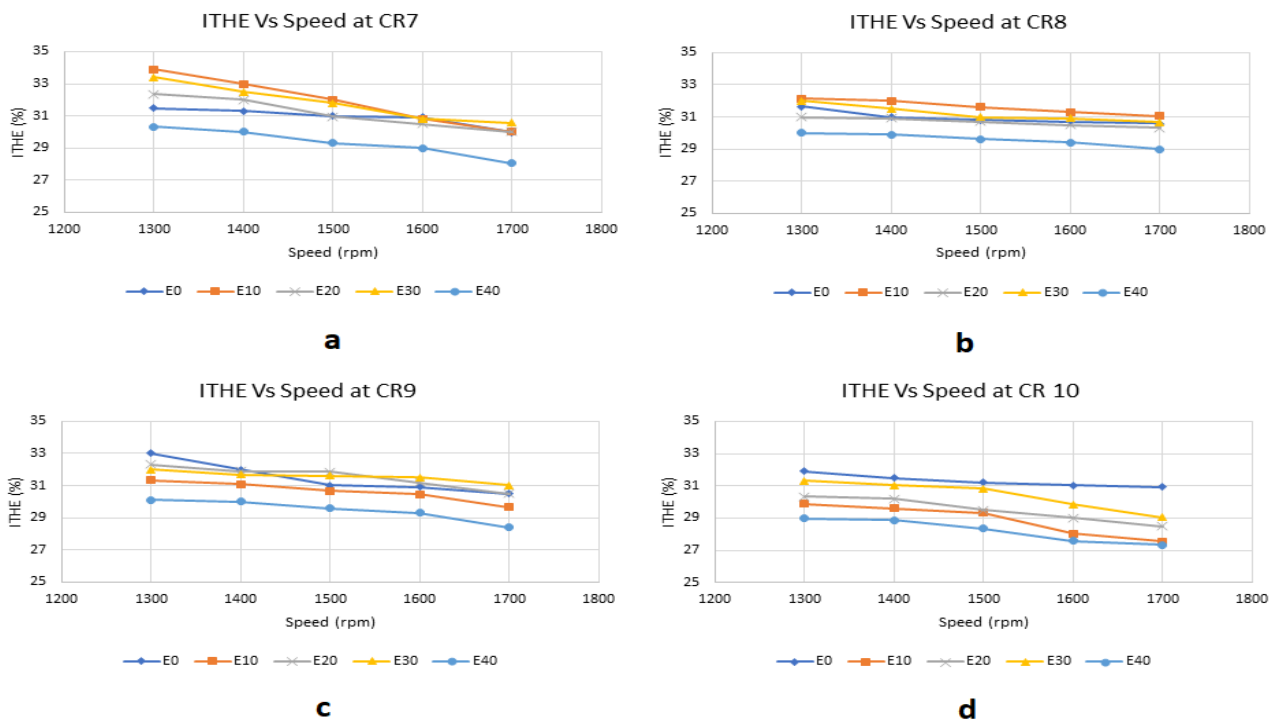 ITHE Vs Speed at CR7
35
33
31
29
27
25
ITHE (%)
1200 1300 1400 1500 1600 1700 1800
Speed (rpm)
E0 E10 E20 E30 E40
a
ITHE Vs Speed at CR8
35
33
31
29
27
25
ITHE (%)
1200 1300 1400 1500 1600 1700 1800
Speed (rpm)
E0 E10 E20 E30 E40
b
ITHE Vs Speed at CR9
35
33
31
29
27
25
ITHE (%)
1200 1300 1400 1500 1600 1700 1800
Speed (rpm)
E0 E10 E20 E30 E40
c
ITHE Vs Speed at CR 10
35
33
31
29
27
25
ITHE (%)
1200 1300 1400 1500 1600 1700 1800
Speed (rpm)
E0 E10 E20 E30 E40
d